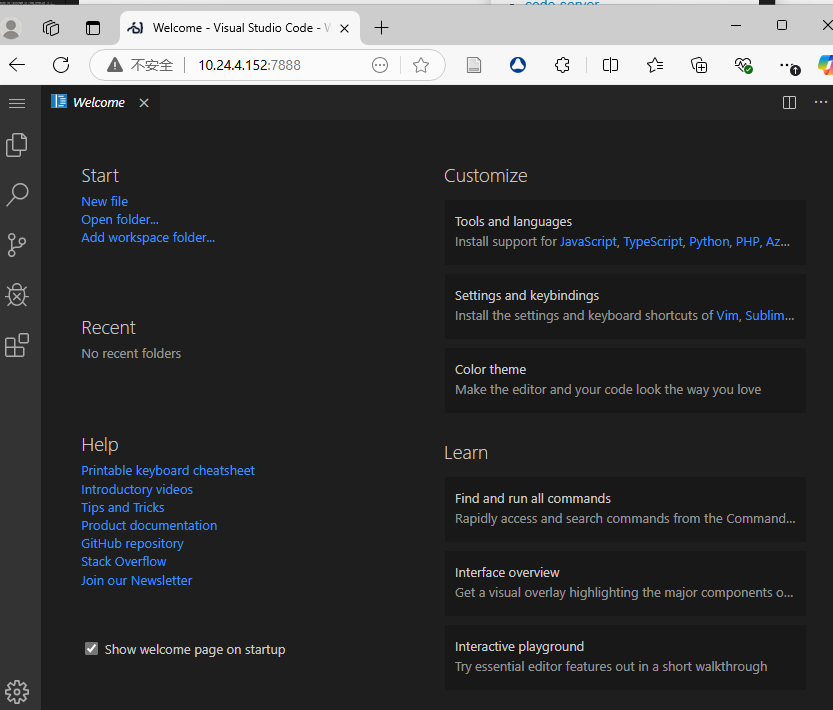 code server
Welcome - Visual Studio Code -
不安全
10.24.4.152:7888
Welcome
Start
New file
Open folder...
Add workspace folder...
Recent
No recent folders
Help
Printable keyboard cheatsheet
Introductory videos
Tips and Tricks
Product documentation
GitHub repository
Stack Overflow
Join our Newsletter
Show welcome page on startup
Customize
Tools and languages
Install support for JavaScript, TypeScript, Python, PHP, Az...
Settings and keybindings
Install the settings and keyboard shortcuts of Vim, Sublim...
Color theme
Make the editor and your code look the way you love
Learn
Find and run all commands
Rapidly access and search commands from the Command...
Interface overview
Get a visual overlay highlighting the major components o...
Interactive playground
Try essential editor features out in a short walkthrough